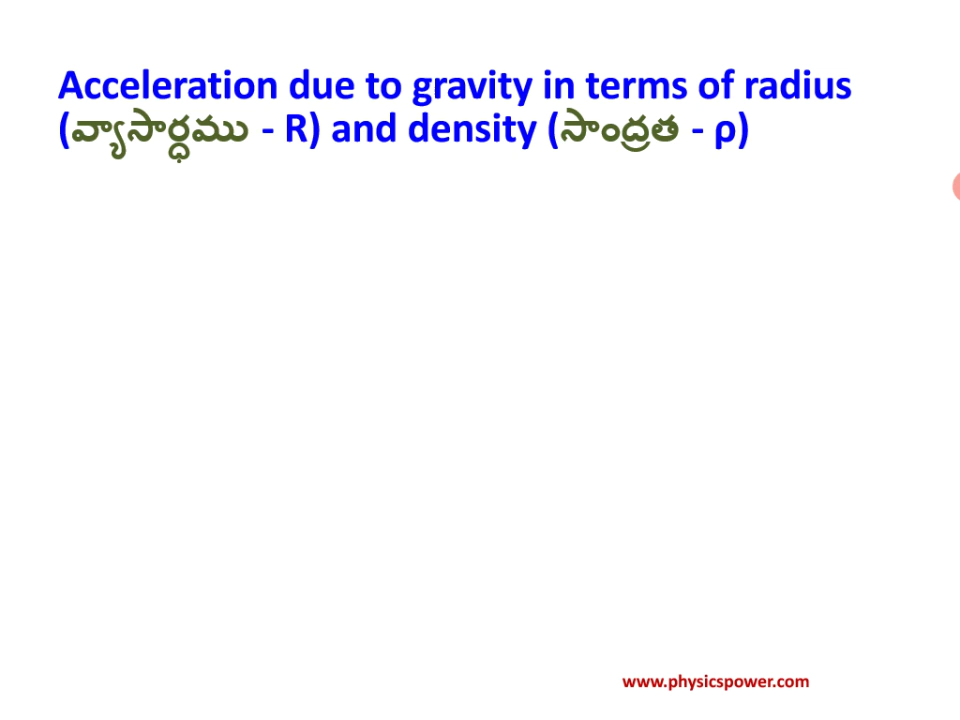 Acceleration due to gravity in terms of radius
(వ్యాసార్ధము - R) and density (సాంద్రత - ρ)
www.physicspower.com